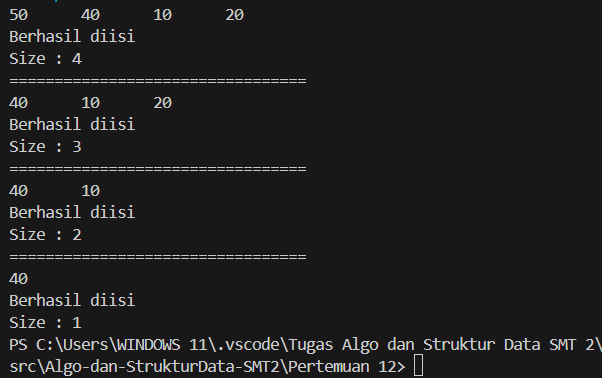 50 40 10 20
Berhasil diisi
Size : 4
=================================
40 10 20
Berhasil diisi
Size : 3
=================================
40 10
Berhasil diisi
Size : 2
=================================
40
Berhasil diisi
Size : 1
PS C:\Users\WINDOWS 11\.vscode\Tugas Algo dan Struktur Data SMT 2\
src\Algo-dan-StrukturData-SMT2\Pertemuan 12>